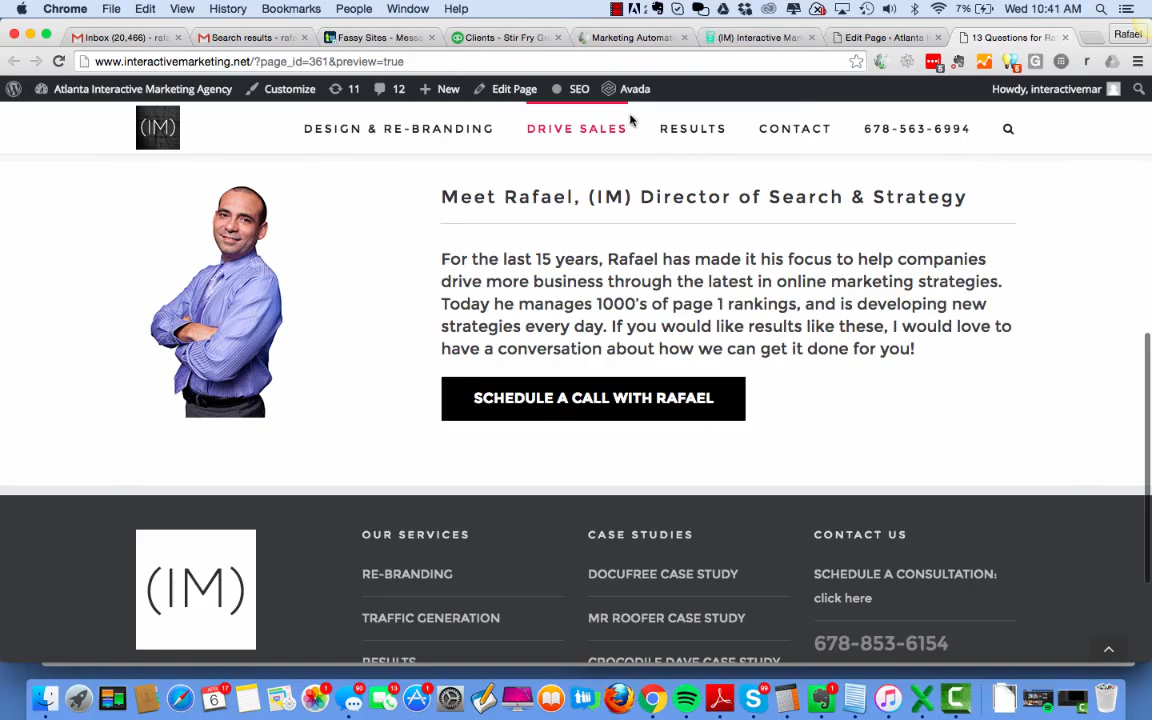 Chrome File Edit View History Bookmarks People Window Help 7% Wed 10:41 AM
Inbox (20,466) - raf Search results - raf Fassy Sites - Mess Clients - Stir Fry Gr Marketing Automat (IM) Interactive Mar Edit Page ‹ Atlanta 13 Questions for Ra Rafael
www.interactivemarketing.net/?page_id=361&preview=true
Atlanta Interactive Marketing Agency Customize 11 12 New Edit Page SEO Avada Howdy, interactivemar
(IM) DESIGN & RE-BRANDING DRIVE SALES RESULTS CONTACT 678-563-6994
Meet Rafael, (IM) Director of Search & Strategy
For the last 15 years, Rafael has made it his focus to help companies
drive more business through the latest in online marketing strategies.
Today he manages 1000's of page 1 rankings, and is developing new
strategies every day. If you would like results like these, I would love to
have a conversation about how we can get it done for you!
SCHEDULE A CALL WITH RAFAEL
(IM)
OUR SERVICES CASE STUDIES CONTACT US
RE-BRANDING DOCUFREE CASE STUDY SCHEDULE A CONSULTATION:
click here
TRAFFIC GENERATION MR ROOFER CASE STUDY
678-853-6154
RESULTS CROCODILE DAVE CASE STUDY